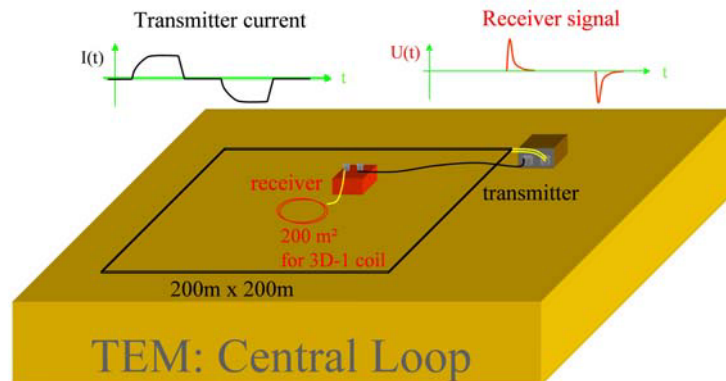 Transmitter current
Receiver signal
I(t)
t
U(t)
t
receiver
transmitter
200 m²
for 3D-1 coil
200m x 200m
TEM: Central Loop